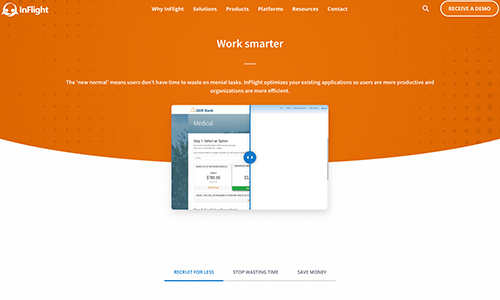 InFlight
Why InFlight Solutions Products Platforms Resources Contact
RECEIVE A DEMO
Work smarter
The 'new normal' means users don't have time to waste on menial tasks. InFlight optimizes your existing applications so users are more productive and
organizations are more efficient.
Medical
Step 1: Select an Option
$780.00
RECRUIT FOR LESS STOP WASTING TIME SAVE MONEY